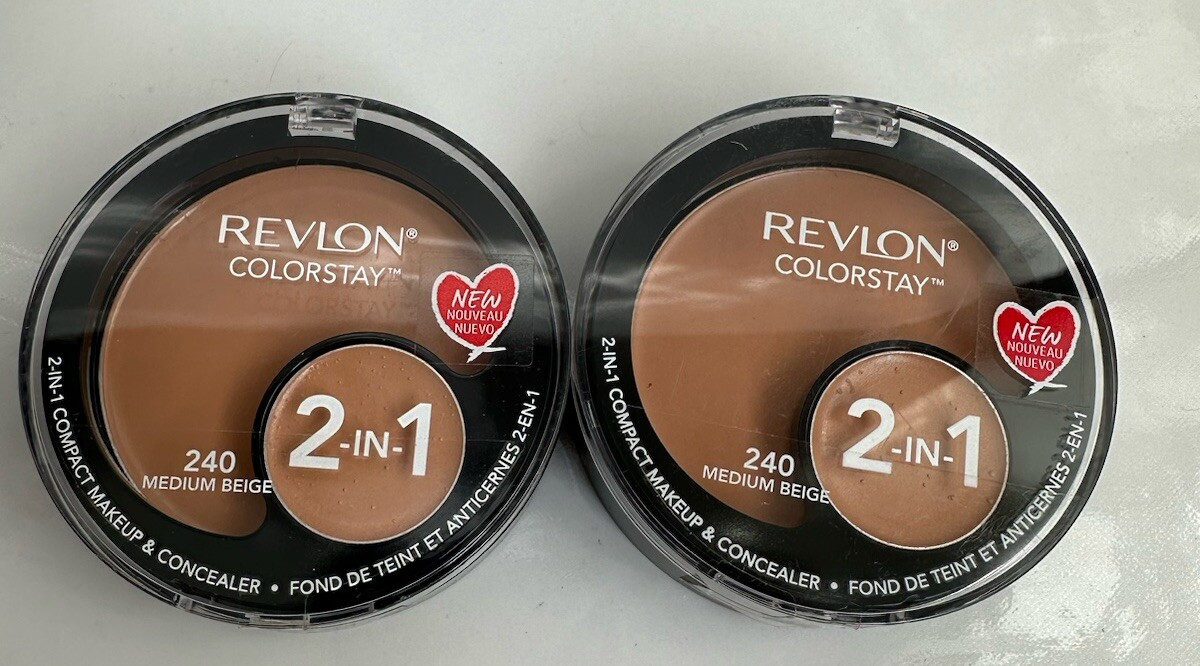 REVLON®
COLORSTAY™
NEW
NOUVEAU
NUEVO
2-IN-1
240
MEDIUM BEIGE
2-IN-1 COMPACT MAKEUP & CONCEALER • FOND DE TEINT ET ANTICERNES 2-EN-1
REVLON®
COLORSTAY™
NEW
NOUVEAU
NUEVO
2-IN-1
240
MEDIUM BEIGE
2-IN-1 COMPACT MAKEUP & CONCEALER • FOND DE TEINT ET ANTICERNES 2-EN-1